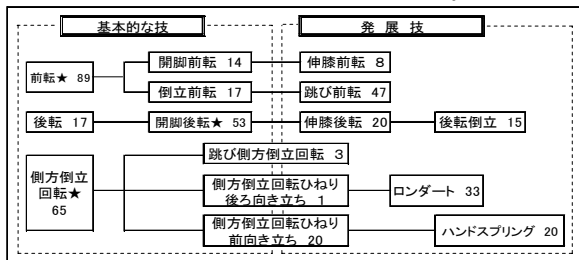 基本的な技
発展技
前転★ 89
開脚前転 14
伸膝前転 8
倒立前転 17
跳び前転 47
後転 17
開脚後転★ 53
伸膝後転 20
後転倒立 15
側方倒立
回転★
65
跳び側方倒立回転 3
側方倒立回転ひねり
後ろ向き立ち 1
ロンダート 33
側方倒立回転ひねり
前向き立ち 20
ハンドスプリング 20